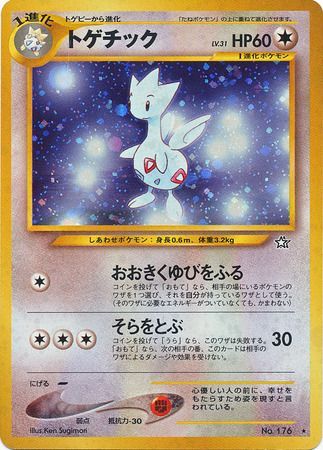 1進化
トゲピーから進化
「たねポケモン」の上に重ねて進化させます。
トゲチック
LV.31 HP60
1進化ポケモン
しあわせポケモン：身長0.6m、体重3.2kg
おおきくゆびをふる
コインを投げて「おもて」なら、相手の場にいるポケモンの
ワザを1つ選び、それを自分が持っているワザとして使う。
(そのワザに必要なエネルギーがついていなくても、かまわない)
そらをとぶ 30
コインを投げて「うら」なら、このワザは失敗する。
「おもて」なら、次の相手の番、このカードは相手の
ワザによるダメージや効果を受けない。
にげる
弱点 抵抗力-30
心優しい人の前に、幸せを
もたらすため姿を現すと言
われている。
Illus.Ken Sugimori
No.176